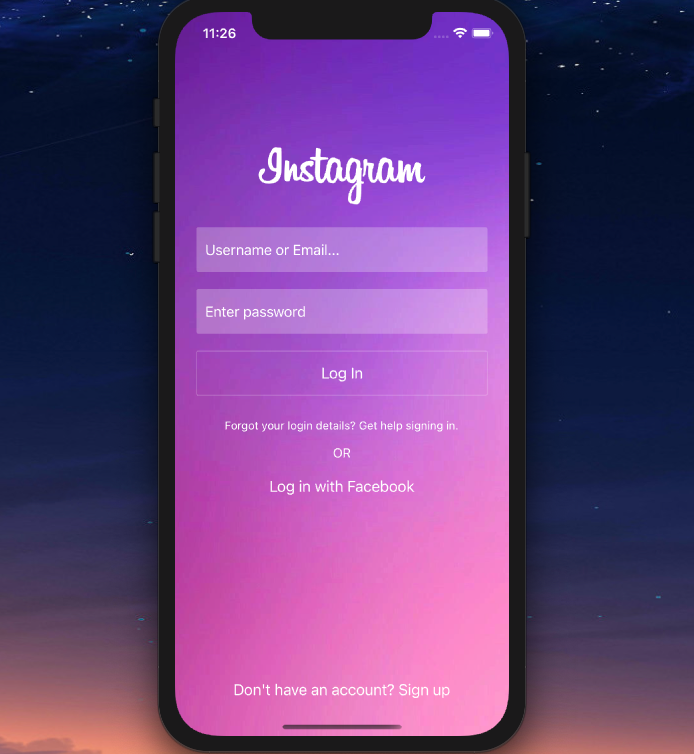 11:26
Instagram
Username or Email...
Enter password
Log In
Forgot your login details? Get help signing in.
OR
Log in with Facebook
Don't have an account? Sign up